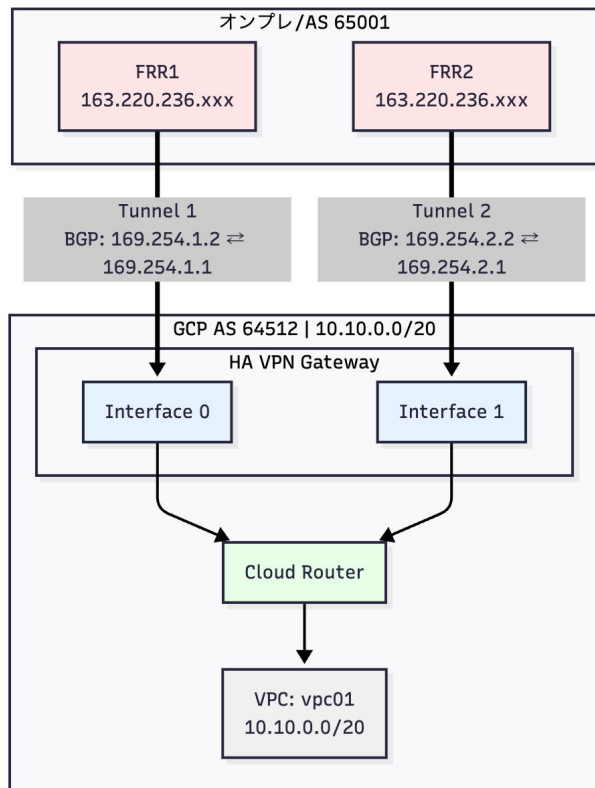 オンプレ/AS 65001
FRR1
163.220.236.xxx
FRR2
163.220.236.xxx
Tunnel 1
BGP: 169.254.1.2 ⇄
169.254.1.1
Tunnel 2
BGP: 169.254.2.2 ⇄
169.254.2.1
GCP AS 64512 | 10.10.0.0/20
HA VPN Gateway
Interface 0
Interface 1
Cloud Router
VPC: vpc01
10.10.0.0/20